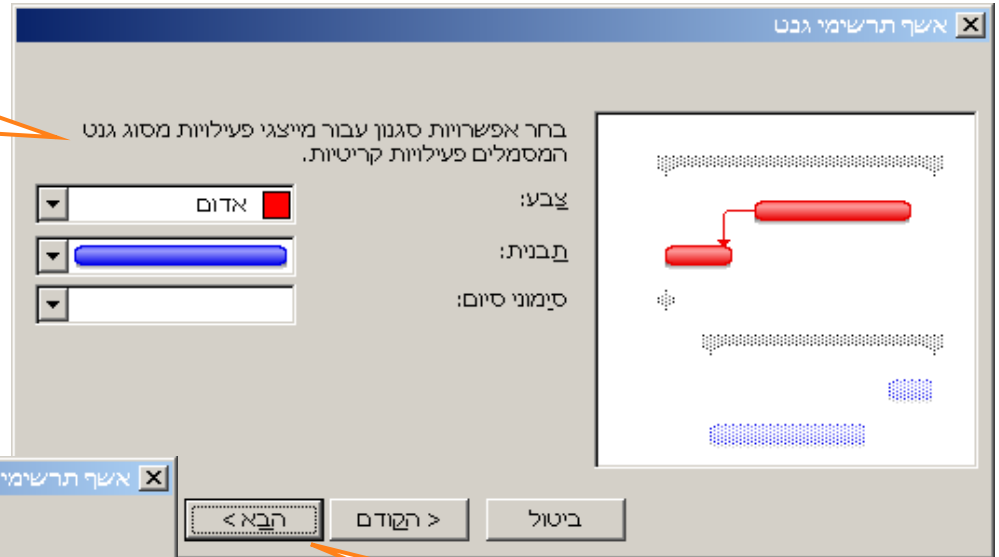 אשף תרשימי גנט
בחר אפשרויות סגנון עבור מייצגי פעילויות מסוג גנט
המסמלים פעילויות קריטיות.
צבע:
אדום
תבנית:
סימוני סיום:
ביטול
< הקודם
הבא >
אשף תרשימי